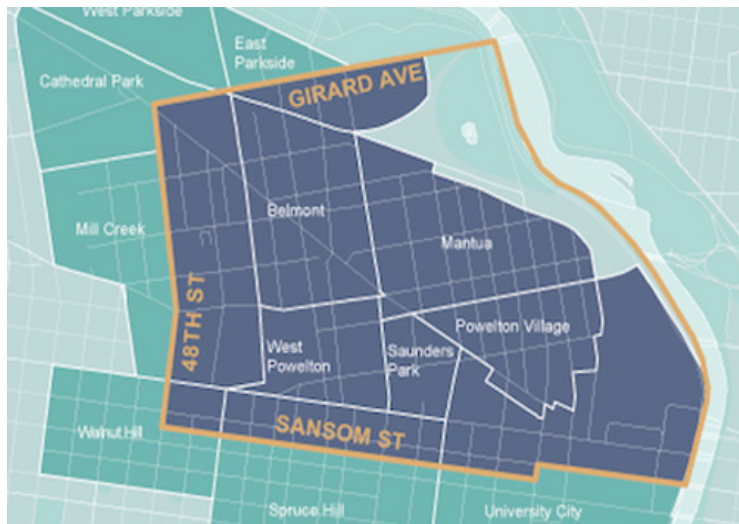 West Parkside
East
Parkside
Cathedral Park
GIRARD AVE
Belmont
Mill Creek
Mantua
48TH ST
Powelton Village
West
Powelton
Saunders
Park
Walnut Hill
SANSOM ST
Spruce Hill
University City